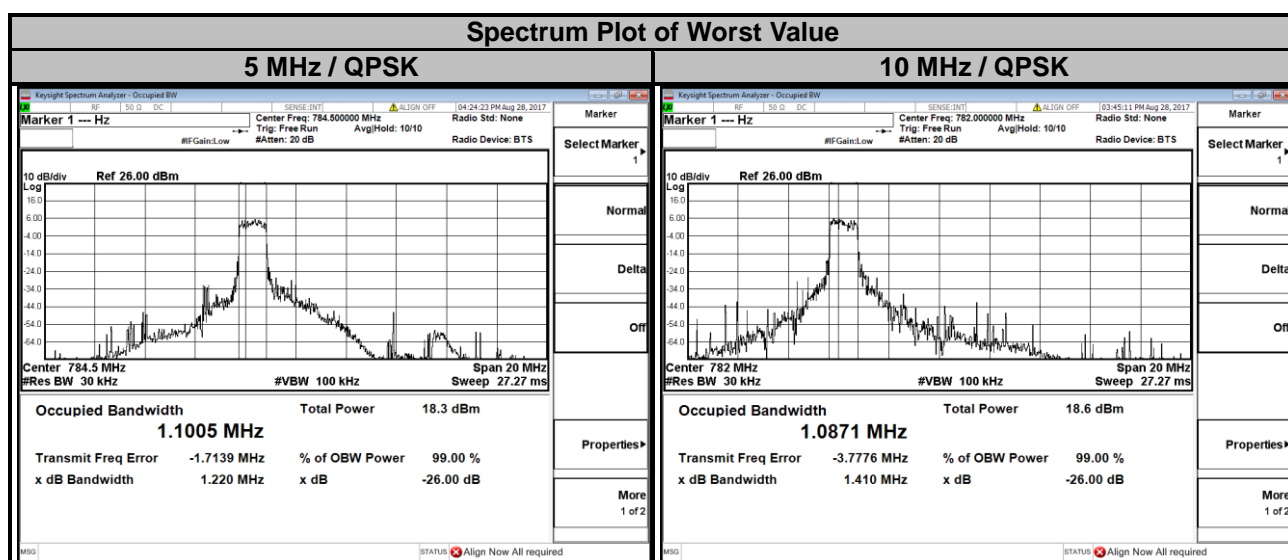 Spectrum Plot of Worst Value
5 MHz / QPSK
10 MHz / QPSK
Keysight Spectrum Analyzer - Occupied BW
RF 50 Ω DC SENSE:INT ALIGN OFF 04:24:23 PM Aug 28, 2017
Marker 1 --- Hz
Center Freq: 784.500000 MHz
Radio Std: None
Trig: Free Run Avg|Hold: 10/10
#IFGain:Low #Atten: 20 dB Radio Device: BTS
10 dB/div Ref 26.00 dBm
Log
16.0
6.00
-4.00
-14.0
-24.0
-34.0
-44.0
-54.0
-64.0
Center 784.5 MHz Span 20 MHz
#Res BW 30 kHz #VBW 100 kHz Sweep 27.27 ms
Occupied Bandwidth Total Power 18.3 dBm
1.1005 MHz
Transmit Freq Error -1.7139 MHz % of OBW Power 99.00 %
x dB Bandwidth 1.220 MHz x dB -26.00 dB
MSG STATUS Align Now All required
Marker
Select Marker
1
Normal
Delta
Off
Properties
More
1 of 2
Keysight Spectrum Analyzer - Occupied BW
RF 50 Ω DC SENSE:INT ALIGN OFF 03:45:11 PM Aug 28, 2017
Marker 1 --- Hz
Center Freq: 782.000000 MHz
Radio Std: None
Trig: Free Run Avg|Hold: 10/10
#IFGain:Low #Atten: 20 dB Radio Device: BTS
10 dB/div Ref 26.00 dBm
Log
16.0
6.00
-4.00
-14.0
-24.0
-34.0
-44.0
-54.0
-64.0
Center 782 MHz Span 20 MHz
#Res BW 30 kHz #VBW 100 kHz Sweep 27.27 ms
Occupied Bandwidth Total Power 18.6 dBm
1.0871 MHz
Transmit Freq Error -3.7776 MHz % of OBW Power 99.00 %
x dB Bandwidth 1.410 MHz x dB -26.00 dB
MSG STATUS Align Now All required
Marker
Select Marker
1
Normal
Delta
Off
Properties
More
1 of 2